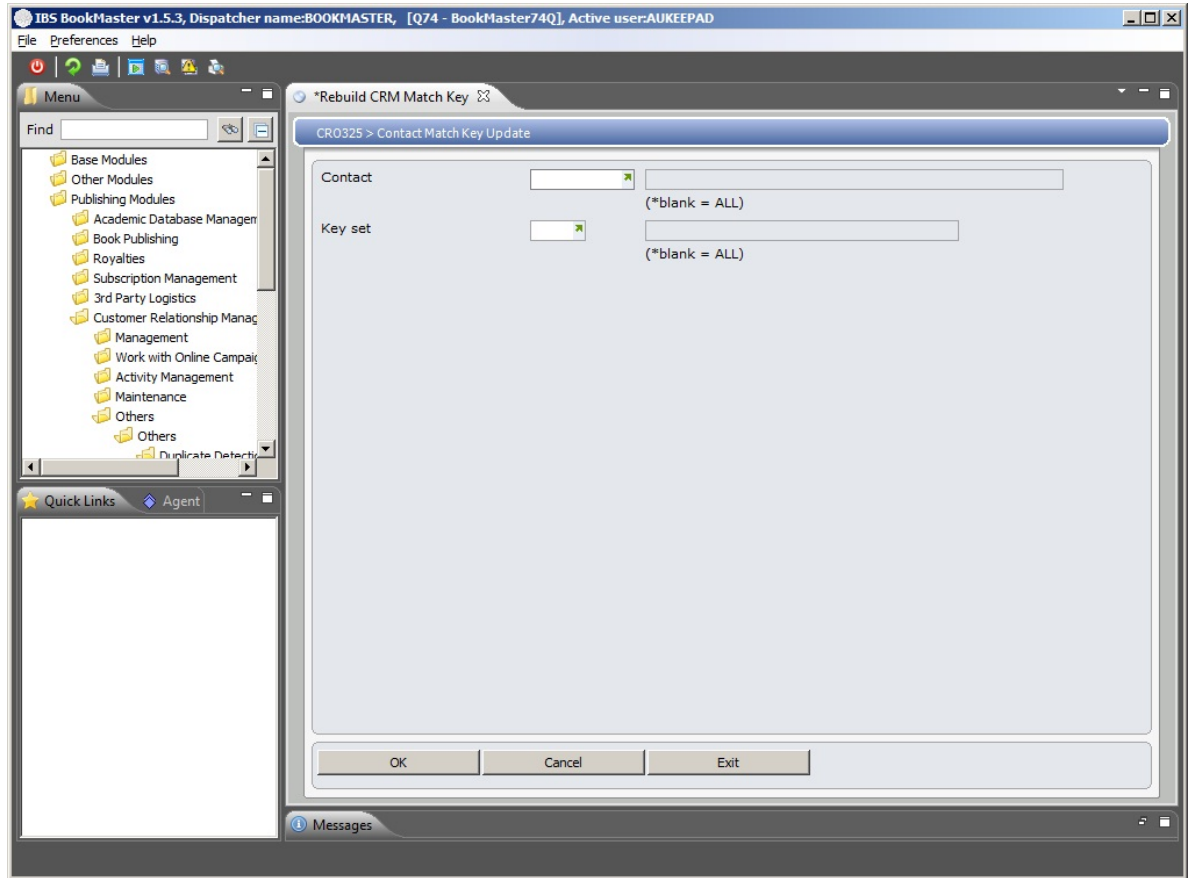 IBS BookMaster v1.5.3, Dispatcher name:BOOKMASTER, [Q74 - BookMaster74Q], Active user:AUKEEPAD
File Preferences Help
Menu
Find
Base Modules
Other Modules
Publishing Modules
Academic Database Managem
Book Publishing
Royalties
Subscription Management
3rd Party Logistics
Customer Relationship Manag
Management
Work with Online Campaig
Activity Management
Maintenance
Others
Others
Duplicate Detectio
Quick Links Agent
*Rebuild CRM Match Key
CRO325 > Contact Match Key Update
Contact
(*blank = ALL)
Key set
(*blank = ALL)
OK Cancel Exit
Messages